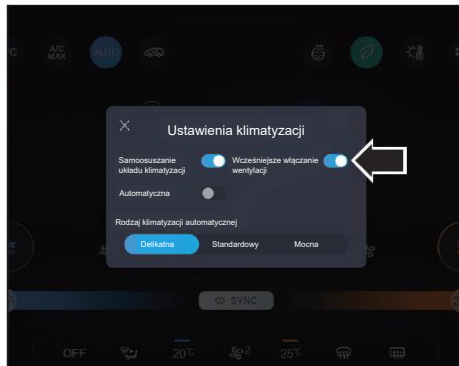 °C
A/C
MAX
AUTO
Ustawienia klimatyzacji
Samoosuszanie
układu klimatyzacji
Wcześniejsze włączanie
wentylacji
Automatyczna
Rodzaj klimatyzacji automatycznej
Delikatna Standardowy Mocna
SYNC
OFF 20°C 2 25°C